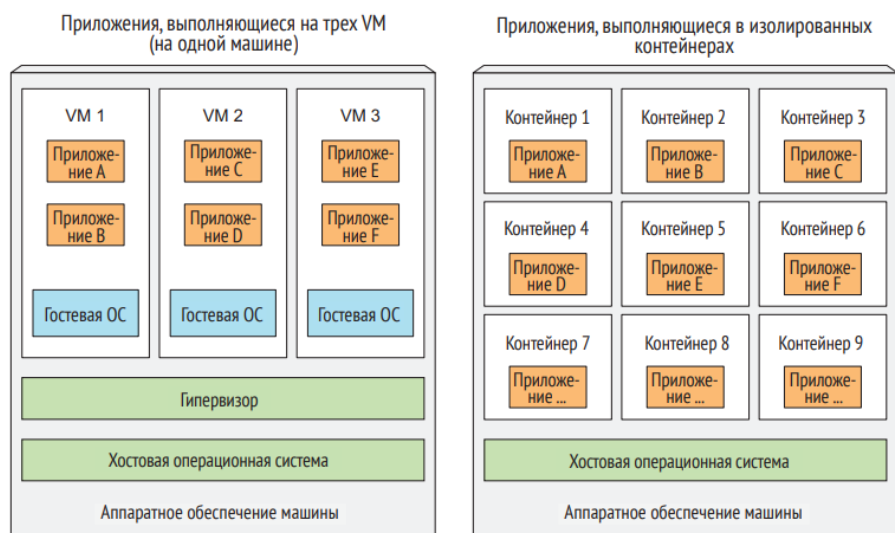 Приложения, выполняющиеся на трех VM
(на одной машине)
VM 1
VM 2
VM 3
Приложе-
ние A
Приложе-
ние C
Приложе-
ние E
Приложе-
ние B
Приложе-
ние D
Приложе-
ние F
Гостевая ОС
Гостевая ОС
Гостевая ОС
Гипервизор
Хостовая операционная система
Аппаратное обеспечение машины
Приложения, выполняющиеся в изолированных
контейнерах
Контейнер 1
Контейнер 2
Контейнер 3
Приложе-
ние A
Приложе-
ние B
Приложе-
ние C
Контейнер 4
Контейнер 5
Контейнер 6
Приложе-
ние D
Приложе-
ние E
Приложе-
ние F
Контейнер 7
Контейнер 8
Контейнер 9
Приложе-
ние ...
Приложе-
ние ...
Приложе-
ние ...
Хостовая операционная система
Аппаратное обеспечение машины